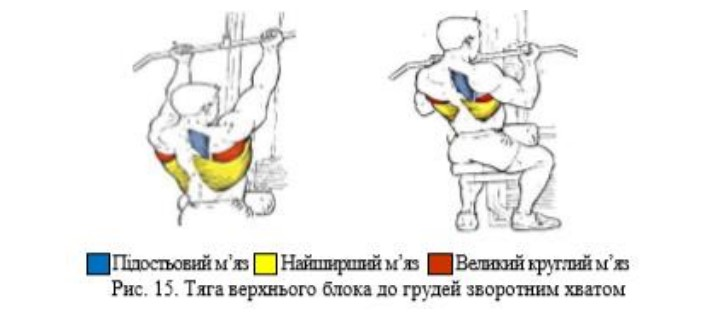 Підостьовий м’яз Найширший м’яз Великий круглий м’яз
Рис. 15. Тяга верхнього блока до грудей зворотним хватом